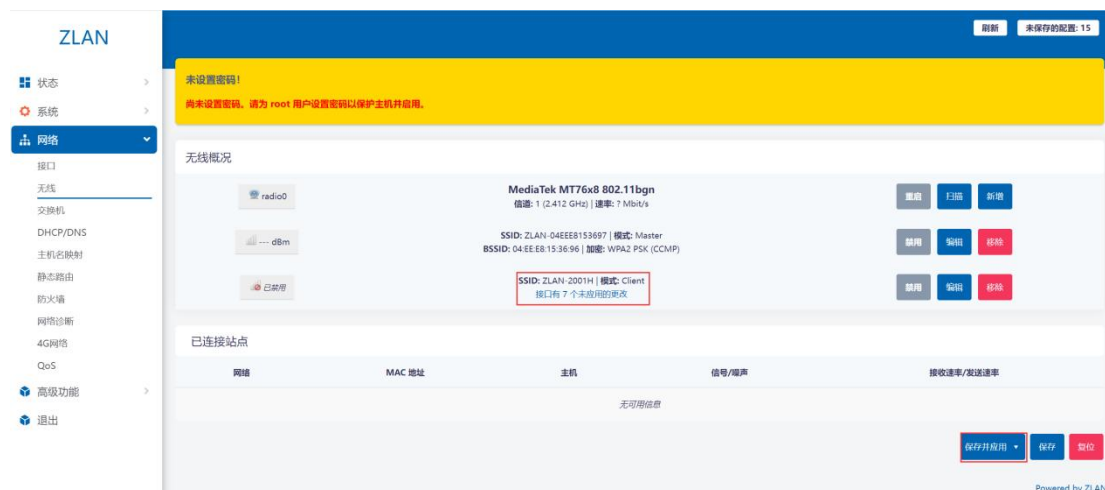 ZLAN
刷新 未保存的配置: 15
状态
系统
网络
接口
无线
交换机
DHCP/DNS
主机名映射
静态路由
防火墙
网络诊断
4G网络
QoS
高级功能
退出
未设置密码!
尚未设置密码。请为 root 用户设置密码以保护主机并启用。
无线概况
radio0
MediaTek MT76x8 802.11bgn
信道: 1 (2.412 GHz) | 速率: ? Mbit/s
重启 扫描 新增
--- dBm
SSID: ZLAN-04EEE8153697 | 模式: Master
BSSID: 04:EE:E8:15:36:96 | 加密: WPA2 PSK (CCMP)
禁用 编辑 移除
已禁用
SSID: ZLAN-2001H | 模式: Client
接口有 7 个未应用的更改
禁用 编辑 移除
已连接站点
网络 MAC 地址 主机 信号/噪声 接收速率/发送速率
无可用信息
保存并应用 保存 复位
Powered by ZLAN